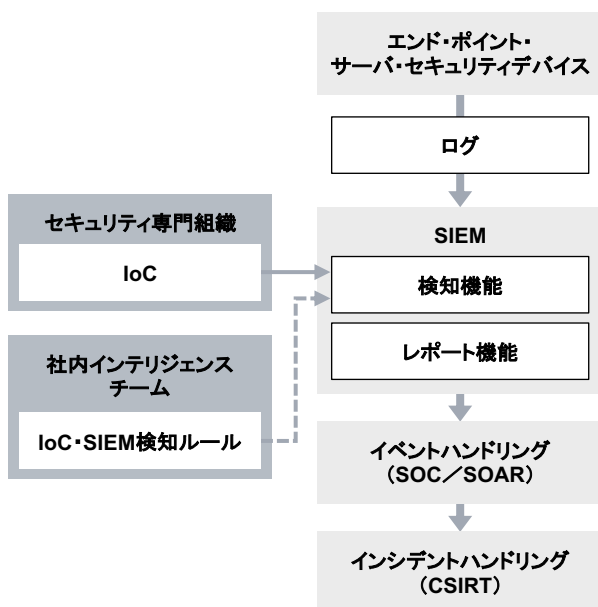 エンド・ポイント・
サーバ・セキュリティデバイス
ログ
セキュリティ専門組織
IoC
SIEM
検知機能
レポート機能
社内インテリジェンス
チーム
IoC・SIEM検知ルール
イベントハンドリング
（SOC／SOAR）
インシデントハンドリング
（CSIRT）